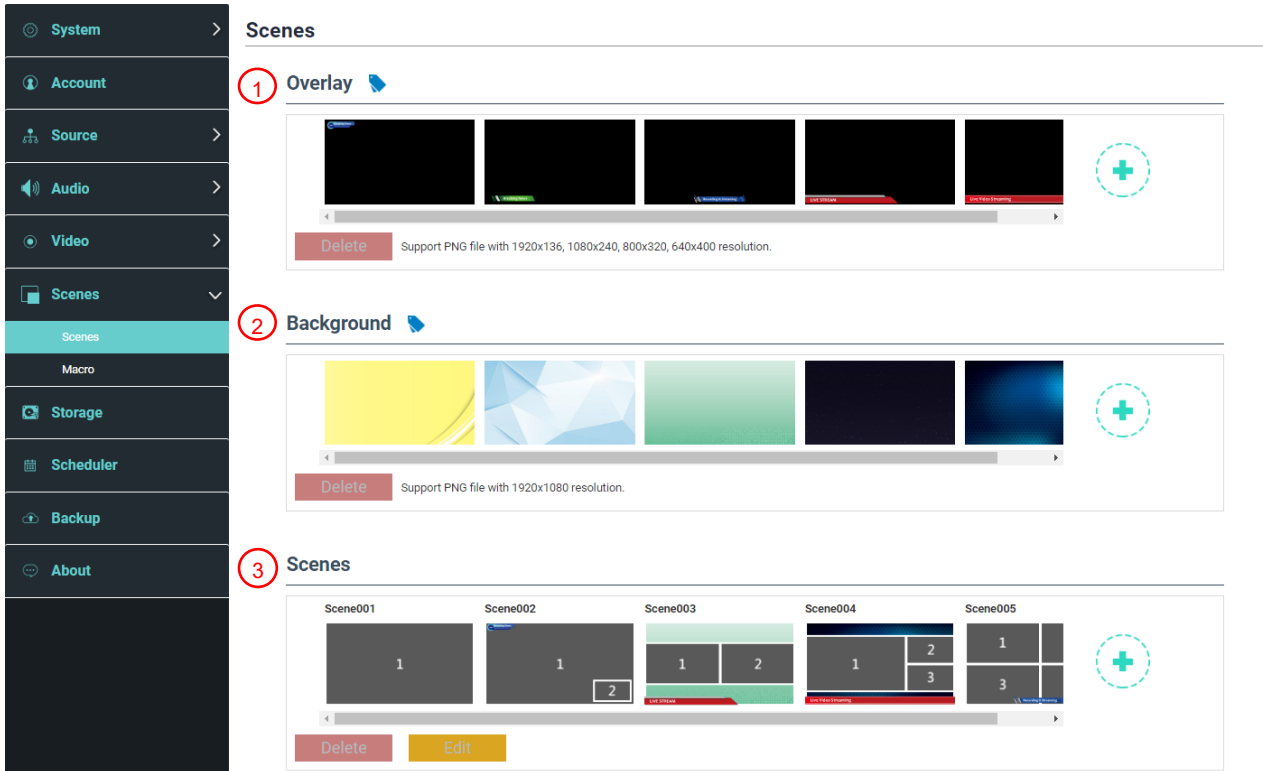 System
Account
Source
Audio
Video
Scenes
Scenes
Macro
Storage
Scheduler
Backup
About
Scenes
1 Overlay
LIVE STREAM
Live Video Streaming
Delete Support PNG file with 1920x136, 1080x240, 800x320, 640x400 resolution.
2 Background
Delete Support PNG file with 1920x1080 resolution.
3 Scenes
Scene001 Scene002 Scene003 Scene004 Scene005
1
1 2
1 2
LIVE STREAM
1 2 3
Live Video Streaming
1
3
Delete Edit